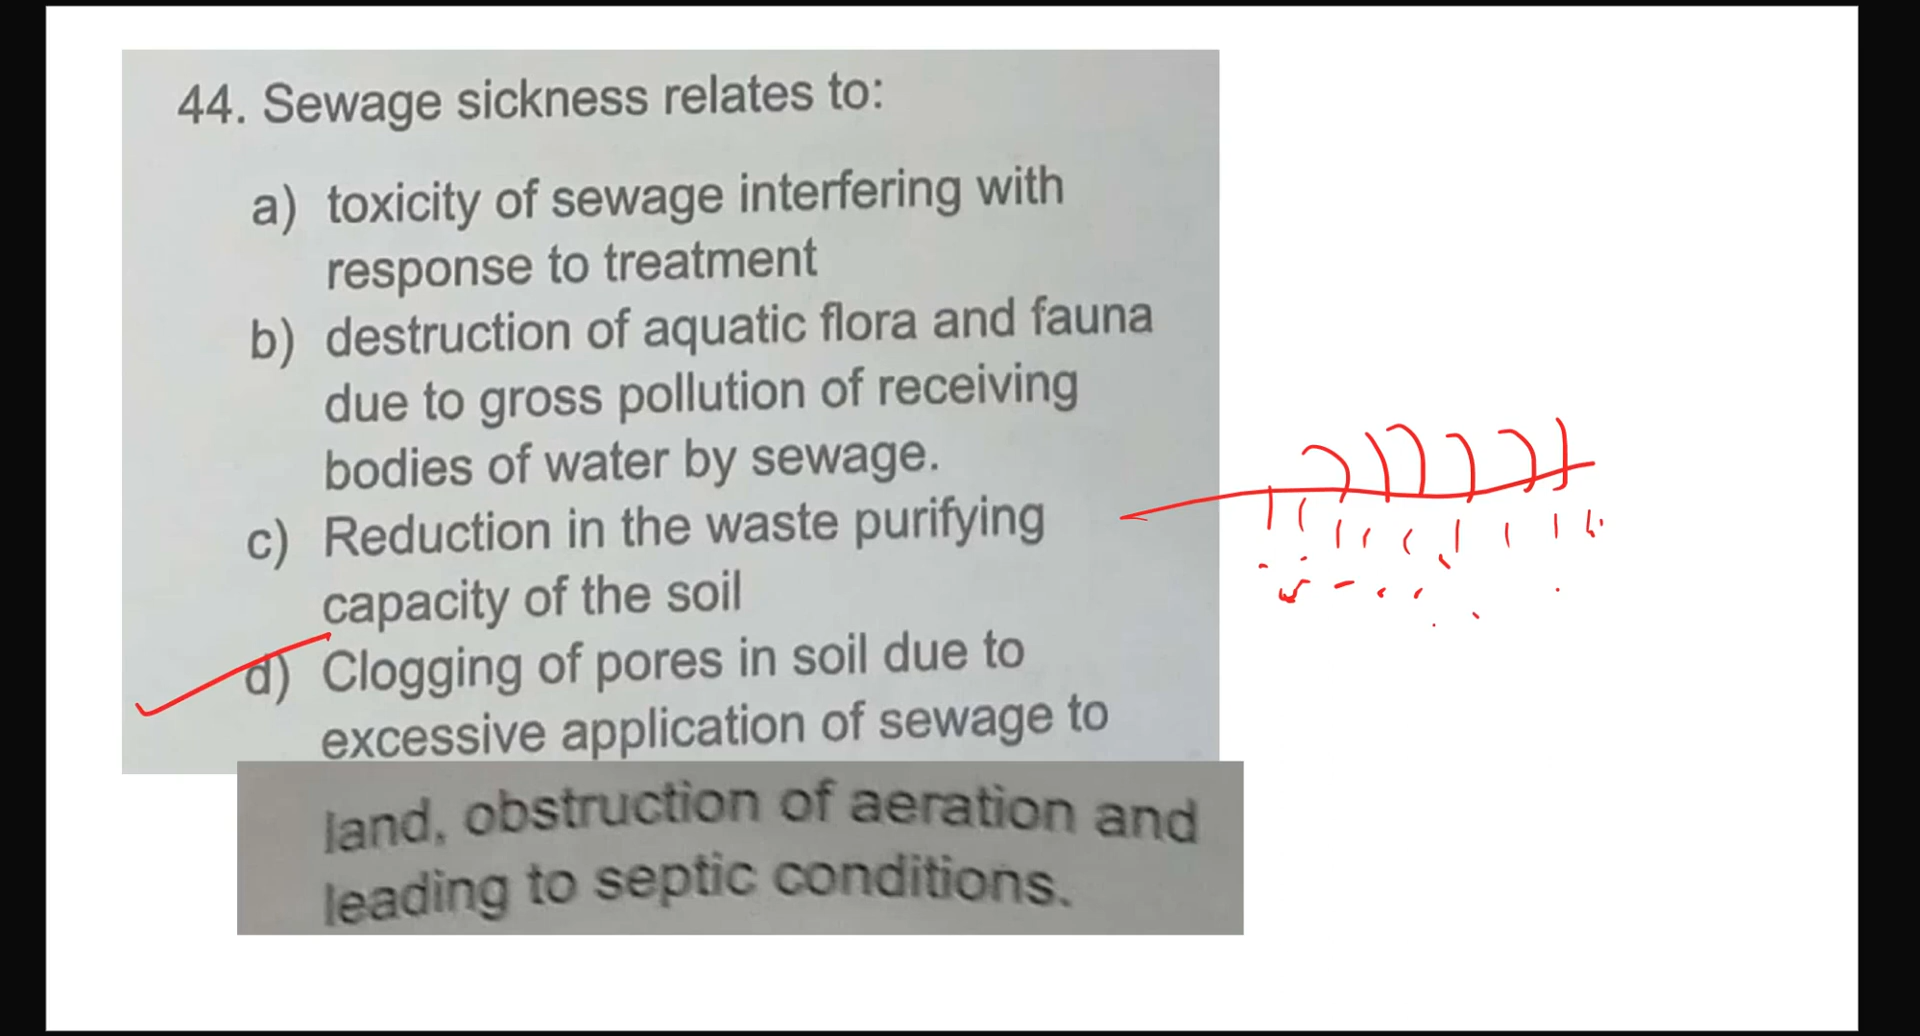 44. Sewage sickness relates to:
a) toxicity of sewage interfering with
response to treatment
b) destruction of aquatic flora and fauna
due to gross pollution of receiving
bodies of water by sewage.
c) Reduction in the waste purifying
capacity of the soil
d) Clogging of pores in soil due to
excessive application of sewage to
land, obstruction of aeration and
leading to septic conditions.